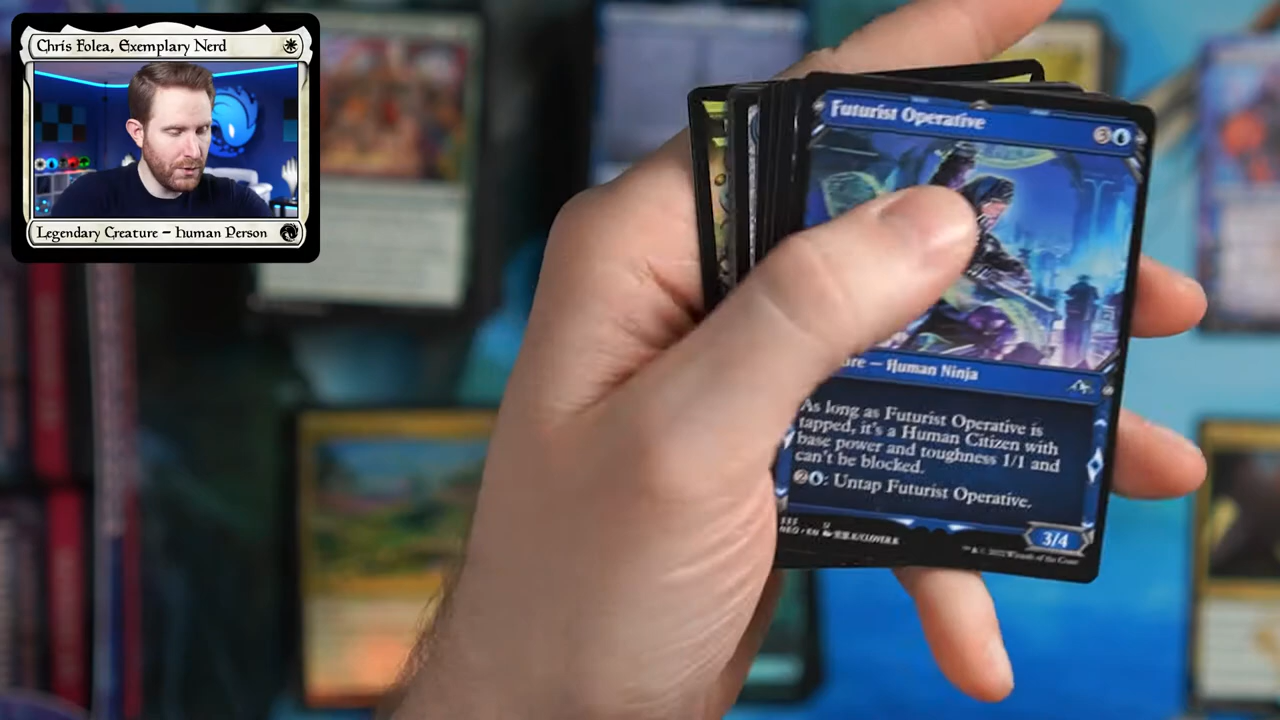 Chris Folea, Exemplary Nerd
Legendary Creature – Human Person
Futurist Operative
3
— Human Ninja
As long as Futurist Operative is
tapped, it's a Human Citizen with
base power and toughness 1/1 and
can't be blocked.
2: Untap Futurist Operative.
3/4